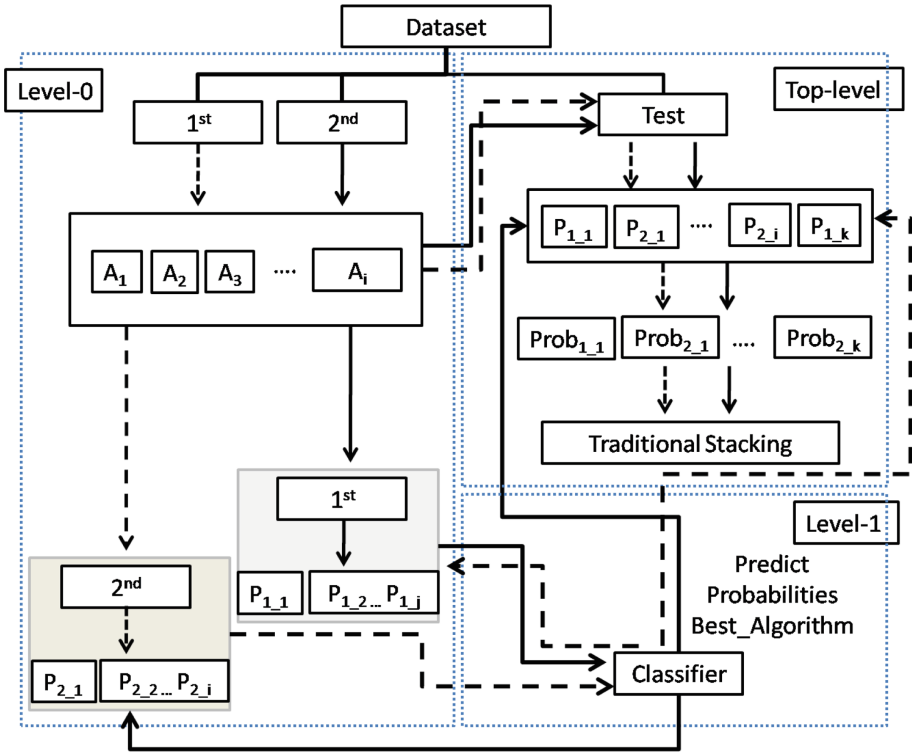 Dataset
Level-0
Top-level
1st
2nd
Test
A1 A2 A3 .... Ai
P1_1 P2_1 .... P2_i P1_k
Prob1_1 Prob2_1 .... Prob2_k
Traditional Stacking
1st
P1_1 P1_2... P1_j
2nd
P2_1 P2_2... P2_i
Level-1
Predict
Probabilities
Best_Algorithm
Classifier